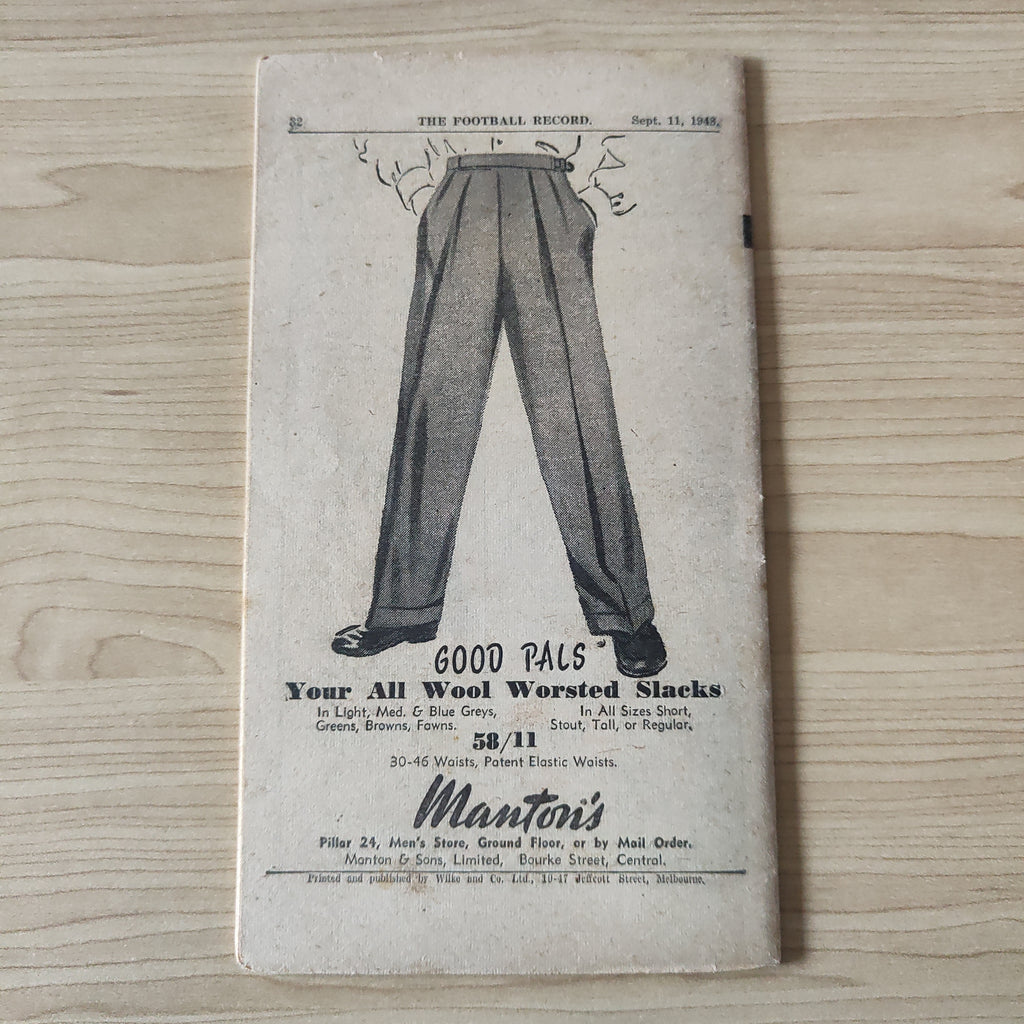 32 THE FOOTBALL RECORD. Sept. 11, 1948.
GOOD PALS
Your All Wool Worsted Slacks
In Light, Med. & Blue Greys, In All Sizes Short,
Greens, Browns, Fawns. Stout, Tall, or Regular.
58/11
30-46 Waists, Patent Elastic Waists.
Manton's
Pillar 24, Men's Store, Ground Floor, or by Mail Order.
Manton & Sons, Limited, Bourke Street, Central.
Printed and published by Wilke and Co. Ltd., 19-47 Jeffcott Street, Melbourne.